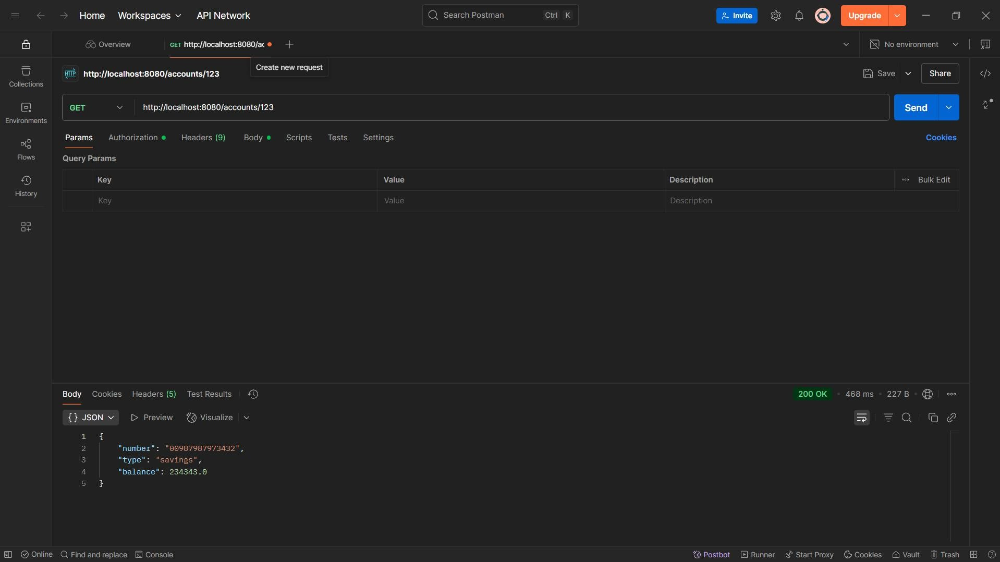 Home Workspaces API Network Search Postman Ctrl K Invite Upgrade
Overview GET http://localhost:8080/ac No environment
Create new request
HTTP http://localhost:8080/accounts/123 Save Share
Collections
GET http://localhost:8080/accounts/123 Send
Environments
Params Authorization Headers (9) Body Scripts Tests Settings Cookies
Flows
Query Params
Key Value Description Bulk Edit
History
Key Value Description
Body Cookies Headers (5) Test Results 200 OK • 468 ms • 227 B
{} JSON Preview Visualize
1 {
2 "number": "00987987973432",
3 "type": "savings",
4 "balance": 234343.0
5 }
Online Find and replace Console Postbot Runner Start Proxy Cookies Vault Trash